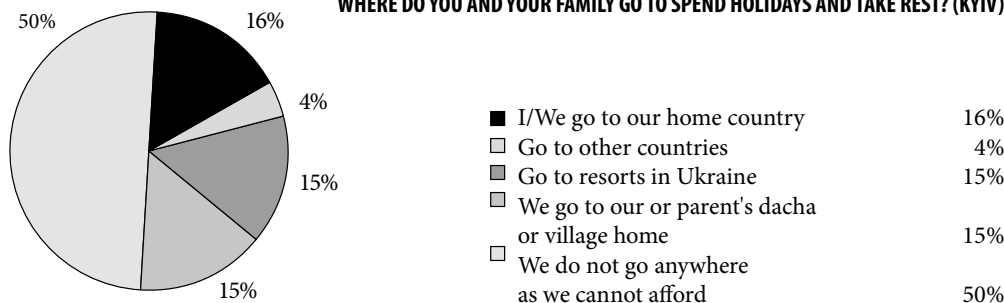 WHERE DO YOU AND YOUR FAMILY GO TO SPEND HOLIDAYS AND TAKE REST? (KYIV)
50%
16%
4%
15%
15%
I/We go to our home country 16%
Go to other countries 4%
Go to resorts in Ukraine 15%
We go to our or parent's dacha
or village home 15%
We do not go anywhere
as we cannot afford 50%